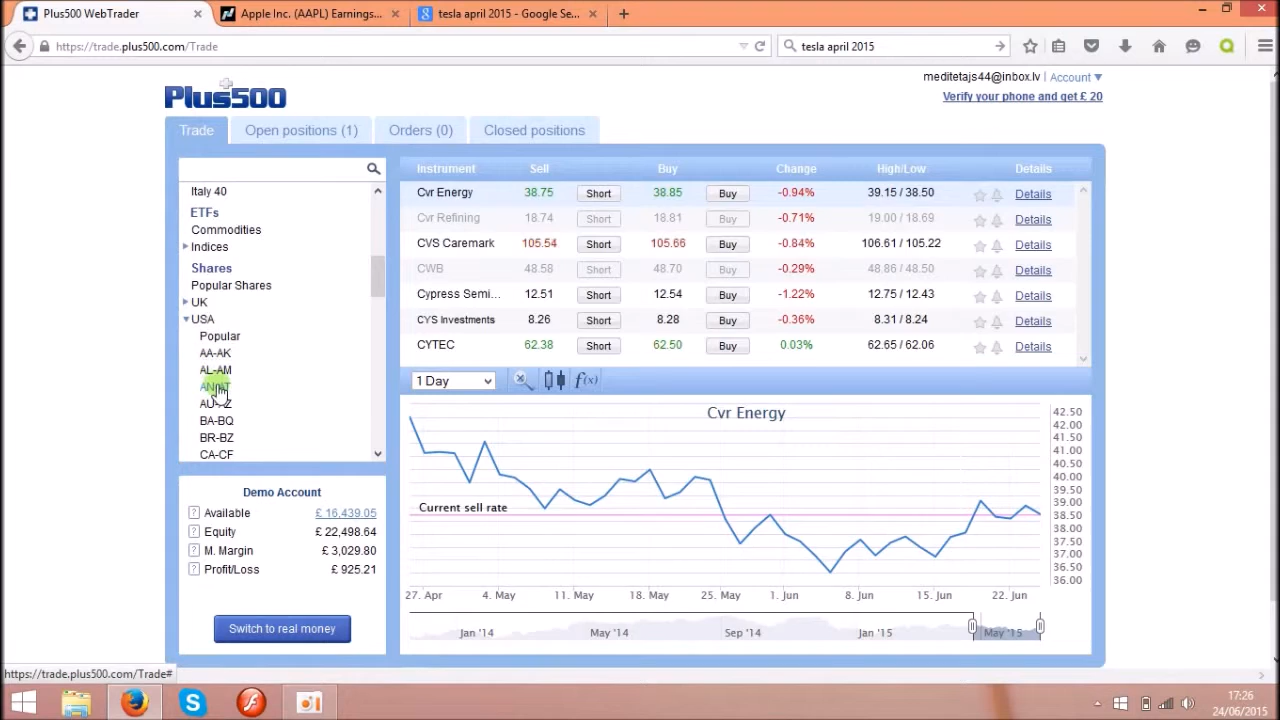 Plus500 WebTrader
Apple Inc. (AAPL) Earnings...
tesla april 2015 - Google Se...
https://trade.plus500.com/Trade
tesla april 2015
meditetajs44@inbox.lv
Account
Plus500
Verify your phone and get £ 20
Trade
Open positions (1)
Orders (0)
Closed positions
Italy 40
ETFs
Commodities
Indices
Shares
Popular Shares
UK
USA
Popular
AA-AK
AL-AM
BA-BQ
BR-BZ
CA-CF
Instrument Sell Buy Change High/Low Details
Cvr Energy 38.75 Short 38.85 Buy -0.94% 39.15 / 38.50 Details
Cvr Refining 18.74 Short 18.81 Buy -0.71% 19.00 / 18.69 Details
CVS Caremark 105.54 Short 105.66 Buy -0.84% 106.61 / 105.22 Details
CWB 48.58 Short 48.70 Buy -0.29% 48.86 / 48.50 Details
Cypress Semi... 12.51 Short 12.54 Buy -1.22% 12.75 / 12.43 Details
CYS Investments 8.26 Short 8.28 Buy -0.36% 8.31 / 8.24 Details
CYTEC 62.38 Short 62.50 Buy 0.03% 62.65 / 62.06 Details
1 Day
f(x)
Cvr Energy
Current sell rate
42.50
42.00
41.50
41.00
40.50
40.00
39.50
39.00
38.50
38.00
37.50
37.00
36.50
36.00
27. Apr 4. May 11. May 18. May 25. May 1. Jun 8. Jun 15. Jun 22. Jun
Jan '14 May '14 Sep '14 Jan '15 May '15
Demo Account
? Available £ 16,439.05
? Equity £ 22,498.64
? M. Margin £ 3,029.80
? Profit/Loss £ 925.21
Switch to real money
https://trade.plus500.com/Trade#
17:26
24/06/2015